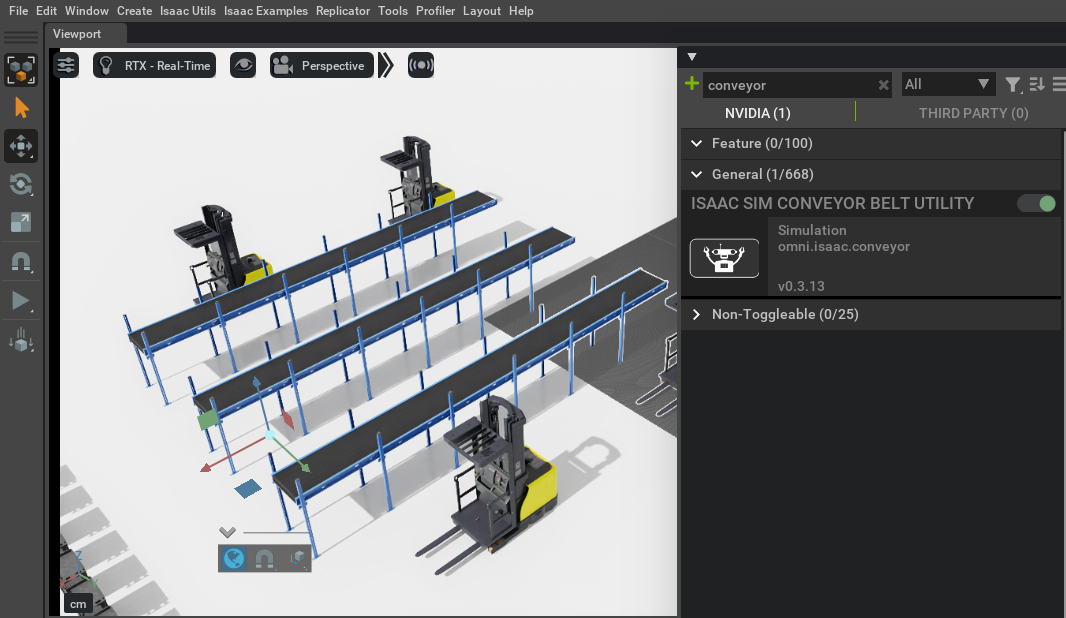 File Edit Window Create Isaac Utils Isaac Examples Replicator Tools Profiler Layout Help
Viewport
RTX - Real-Time
Perspective
conveyor
All
NVIDIA (1)
THIRD PARTY (0)
Feature (0/100)
General (1/668)
ISAAC SIM CONVEYOR BELT UTILITY
Simulation
omni.isaac.conveyor
v0.3.13
Non-Toggleable (0/25)
Z
cm